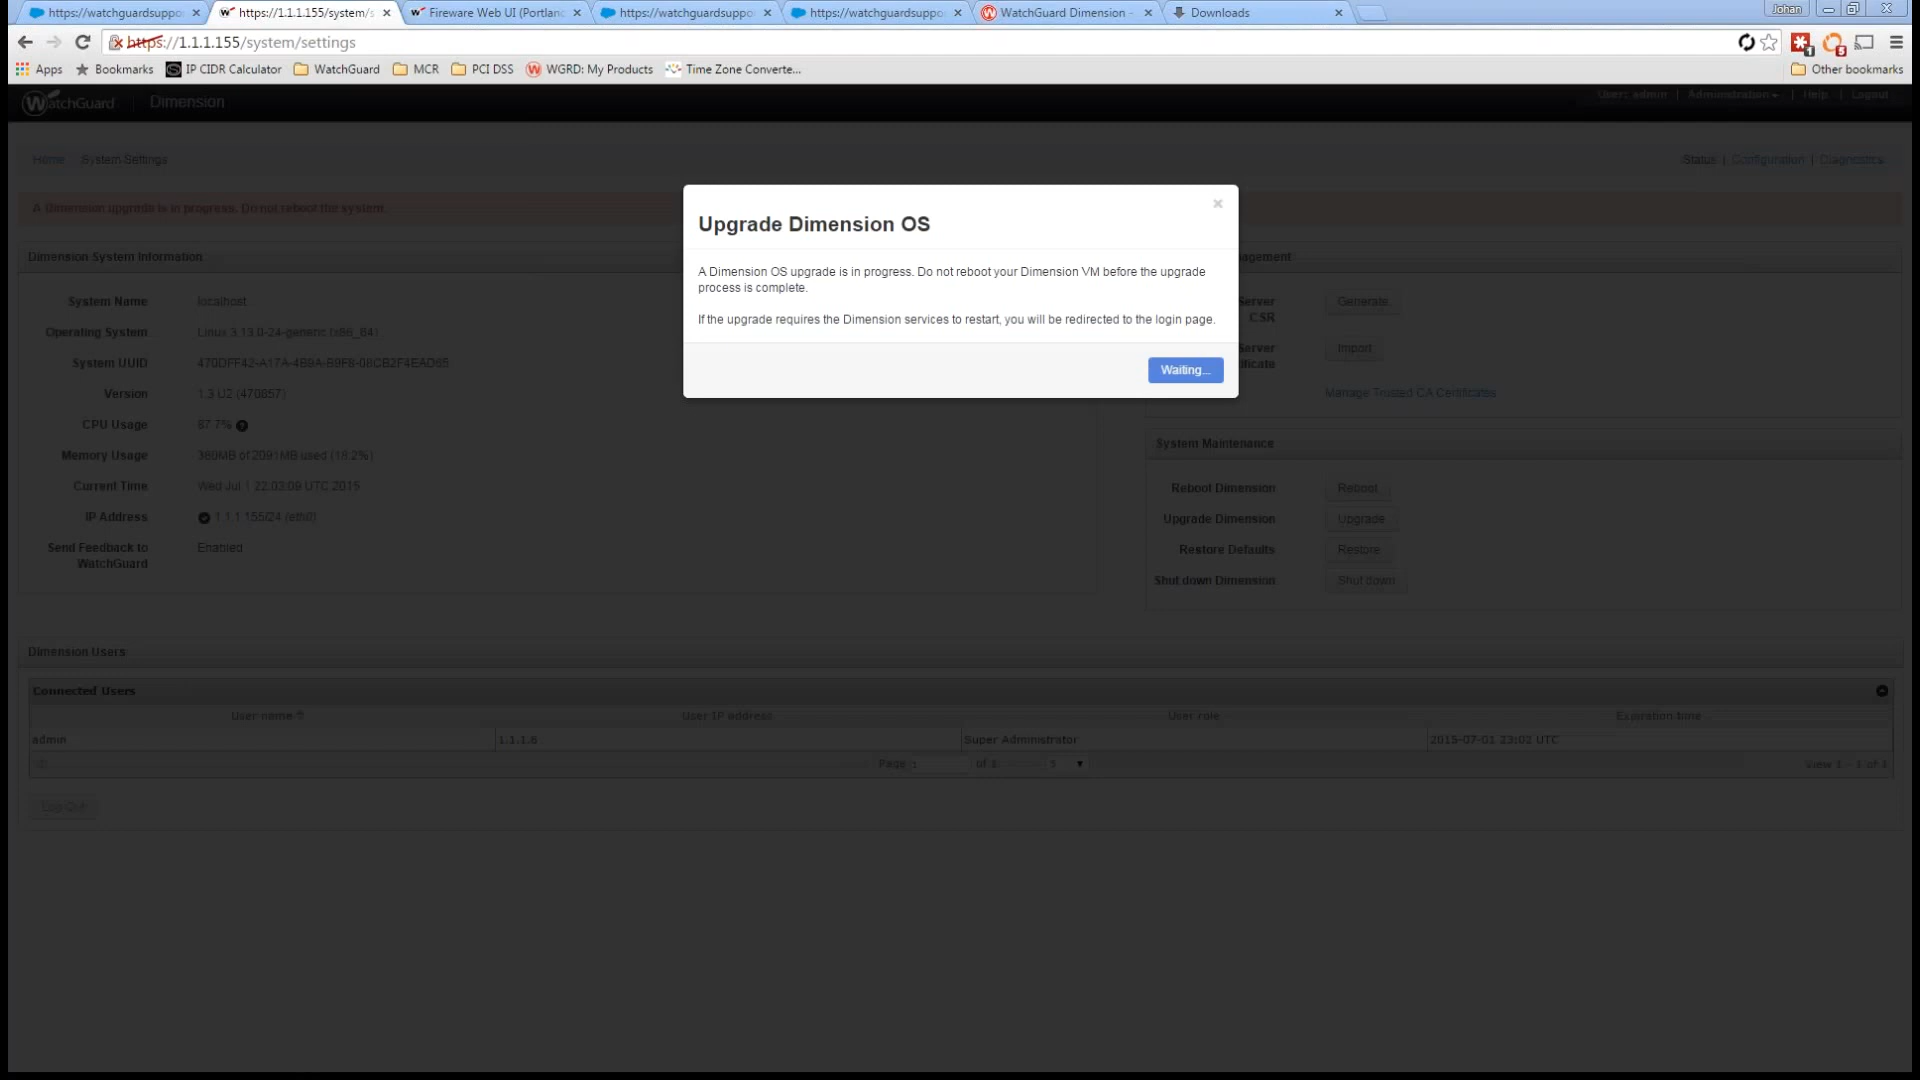 https://watchguardsuppo
https://1.1.1.155/system/s
Fireware Web UI (Portlan
https://watchguardsuppo
https://watchguardsuppo
WatchGuard Dimension -
Downloads
Johan
https://1.1.1.155/system/settings
Apps
Bookmarks
IP CIDR Calculator
WatchGuard
MCR
PCI DSS
WGRD: My Products
Time Zone Converte...
Other bookmarks
WatchGuard
Dimension
User: admin | Administration | Help | Logout
Home
System Settings
Status | Configuration | Diagnostics
A Dimension upgrade is in progress. Do not reboot the system.
Upgrade Dimension OS
A Dimension OS upgrade is in progress. Do not reboot your Dimension VM before the upgrade
process is complete.
If the upgrade requires the Dimension services to restart, you will be redirected to the login page.
Waiting...
Dimension System Information
System Name localhost
Operating System Linux 3.13.0-24-generic (x86_64)
System UUID 470DFF42-A17A-4B9A-B9F8-08CB2F4EAD65
Version 1.3 U2 (470857)
CPU Usage 87.7%
Memory Usage 380MB of 2091MB used (18.2%)
Current Time Wed Jul 1 22:03:09 UTC 2015
IP Address 1.1.1.155/24 (eth0)
Send Feedback to Enabled
WatchGuard
agement
Server Generate
CSR
Server Import
ificate
Manage Trusted CA Certificates
System Maintenance
Reboot Dimension Reboot
Upgrade Dimension Upgrade
Restore Defaults Restore
Shut down Dimension Shut down
Dimension Users
Connected Users
User name User IP address User role Expiration time
admin 1.1.1.6 Super Administrator 2015-07-01 23:02 UTC
Page 1 of 1 5 View 1 - 1 of 1
Log Out